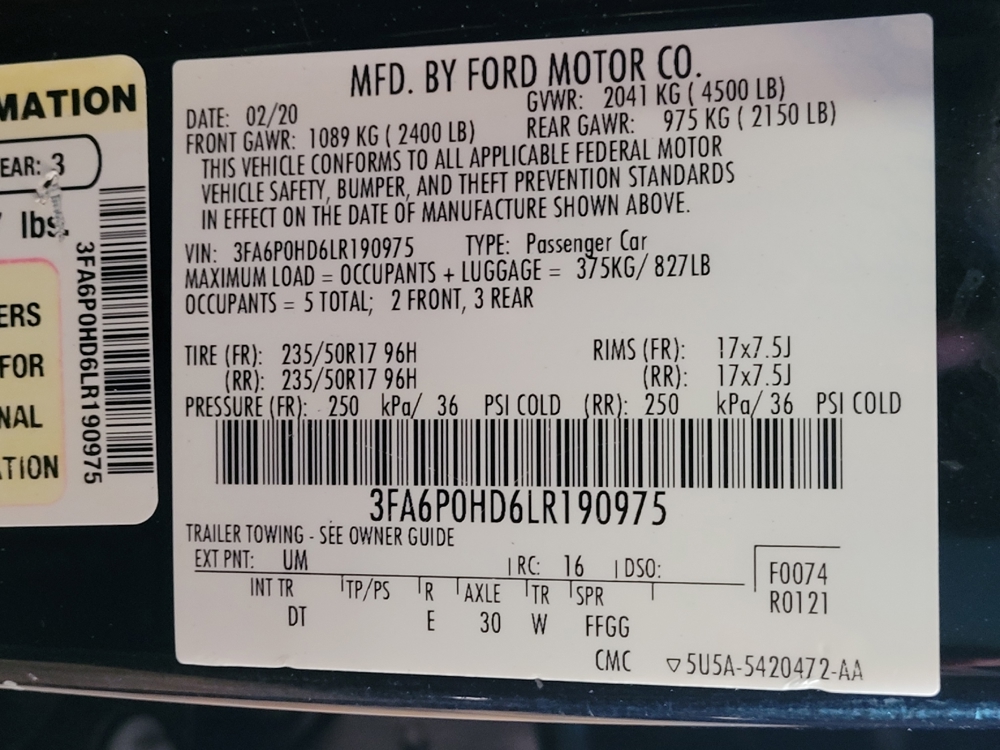 MATION
EAR: 3
lbs.
ERS
FOR
NAL
TION
3FA6P0HD6LR190975
MFD. BY FORD MOTOR CO.
DATE: 02/20 GVWR: 2041 KG ( 4500 LB)
FRONT GAWR: 1089 KG ( 2400 LB) REAR GAWR: 975 KG ( 2150 LB)
THIS VEHICLE CONFORMS TO ALL APPLICABLE FEDERAL MOTOR
VEHICLE SAFETY, BUMPER, AND THEFT PREVENTION STANDARDS
IN EFFECT ON THE DATE OF MANUFACTURE SHOWN ABOVE.
VIN: 3FA6P0HD6LR190975 TYPE: Passenger Car
MAXIMUM LOAD = OCCUPANTS + LUGGAGE = 375KG/ 827LB
OCCUPANTS = 5 TOTAL; 2 FRONT, 3 REAR
TIRE (FR): 235/50R17 96H RIMS (FR): 17x7.5J
(RR): 235/50R17 96H (RR): 17x7.5J
PRESSURE (FR): 250 kPa/ 36 PSI COLD (RR): 250 kPa/ 36 PSI COLD
3FA6P0HD6LR190975
TRAILER TOWING - SEE OWNER GUIDE
EXT PNT: UM RC: 16 DSO: F0074
INT TR TP/PS R AXLE TR SPR R0121
DT E 30 W FFGG
CMC ▽5U5A-5420472-AA